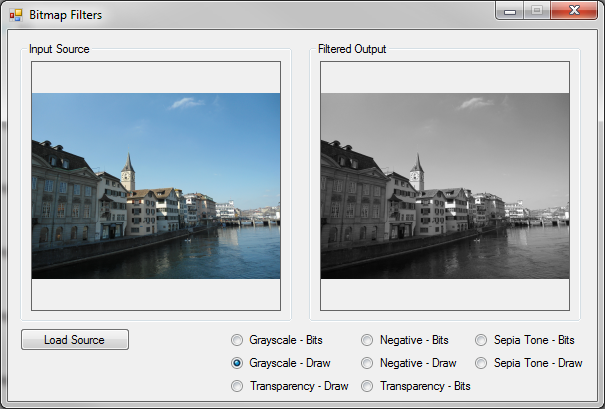 Bitmap Filters
Input Source
Filtered Output
Load Source
Grayscale - Bits
Negative - Bits
Sepia Tone - Bits
Grayscale - Draw
Negative - Draw
Sepia Tone - Draw
Transparency - Draw
Transparency - Bits